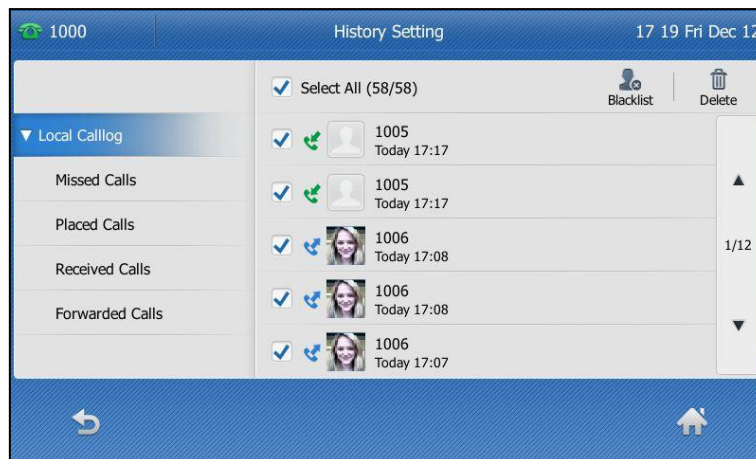 1000 History Setting 17 19 Fri Dec 12
Select All (58/58) Blacklist Delete
Local Calllog
Missed Calls
Placed Calls
Received Calls
Forwarded Calls
1005
Today 17:17
1005
Today 17:17
1006
Today 17:08
1006
Today 17:08
1006
Today 17:07
1/12